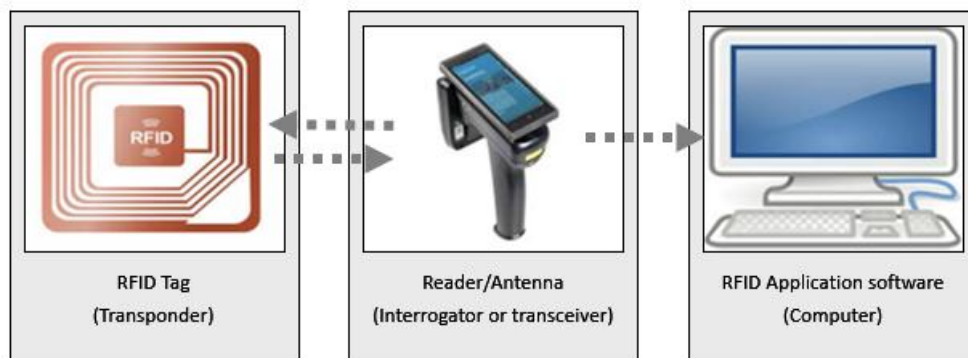 RFID
RFID Tag
(Transponder)
Reader/Antenna
(Interrogator or transceiver)
RFID Application software
(Computer)